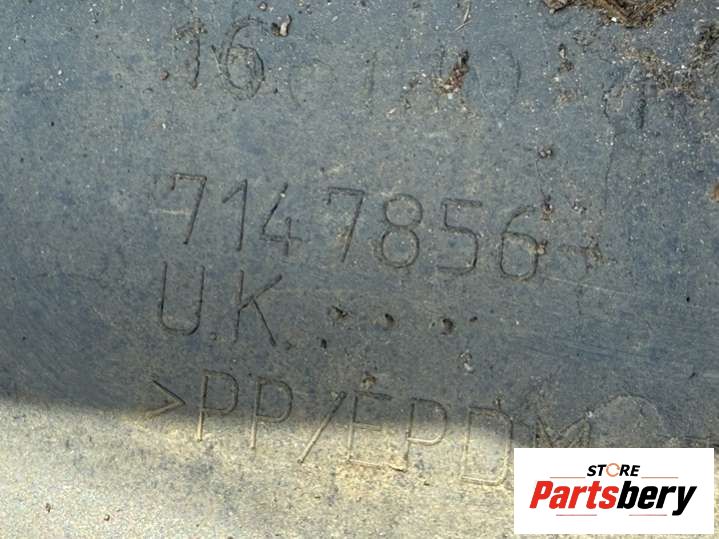 7147856
U.K.
>PP/EPDM
STORE
Partsbery